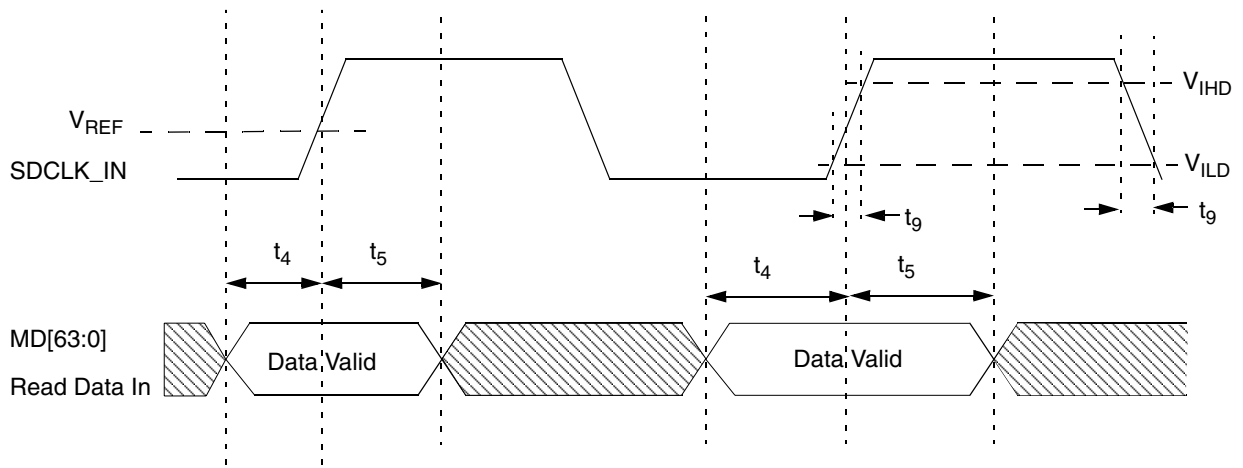 V_IHD
V_REF
SDCLK_IN
V_ILD
t_9
t_9
t_4
t_5
t_4
t_5
MD[63:0]
Data Valid
Data Valid
Read Data In